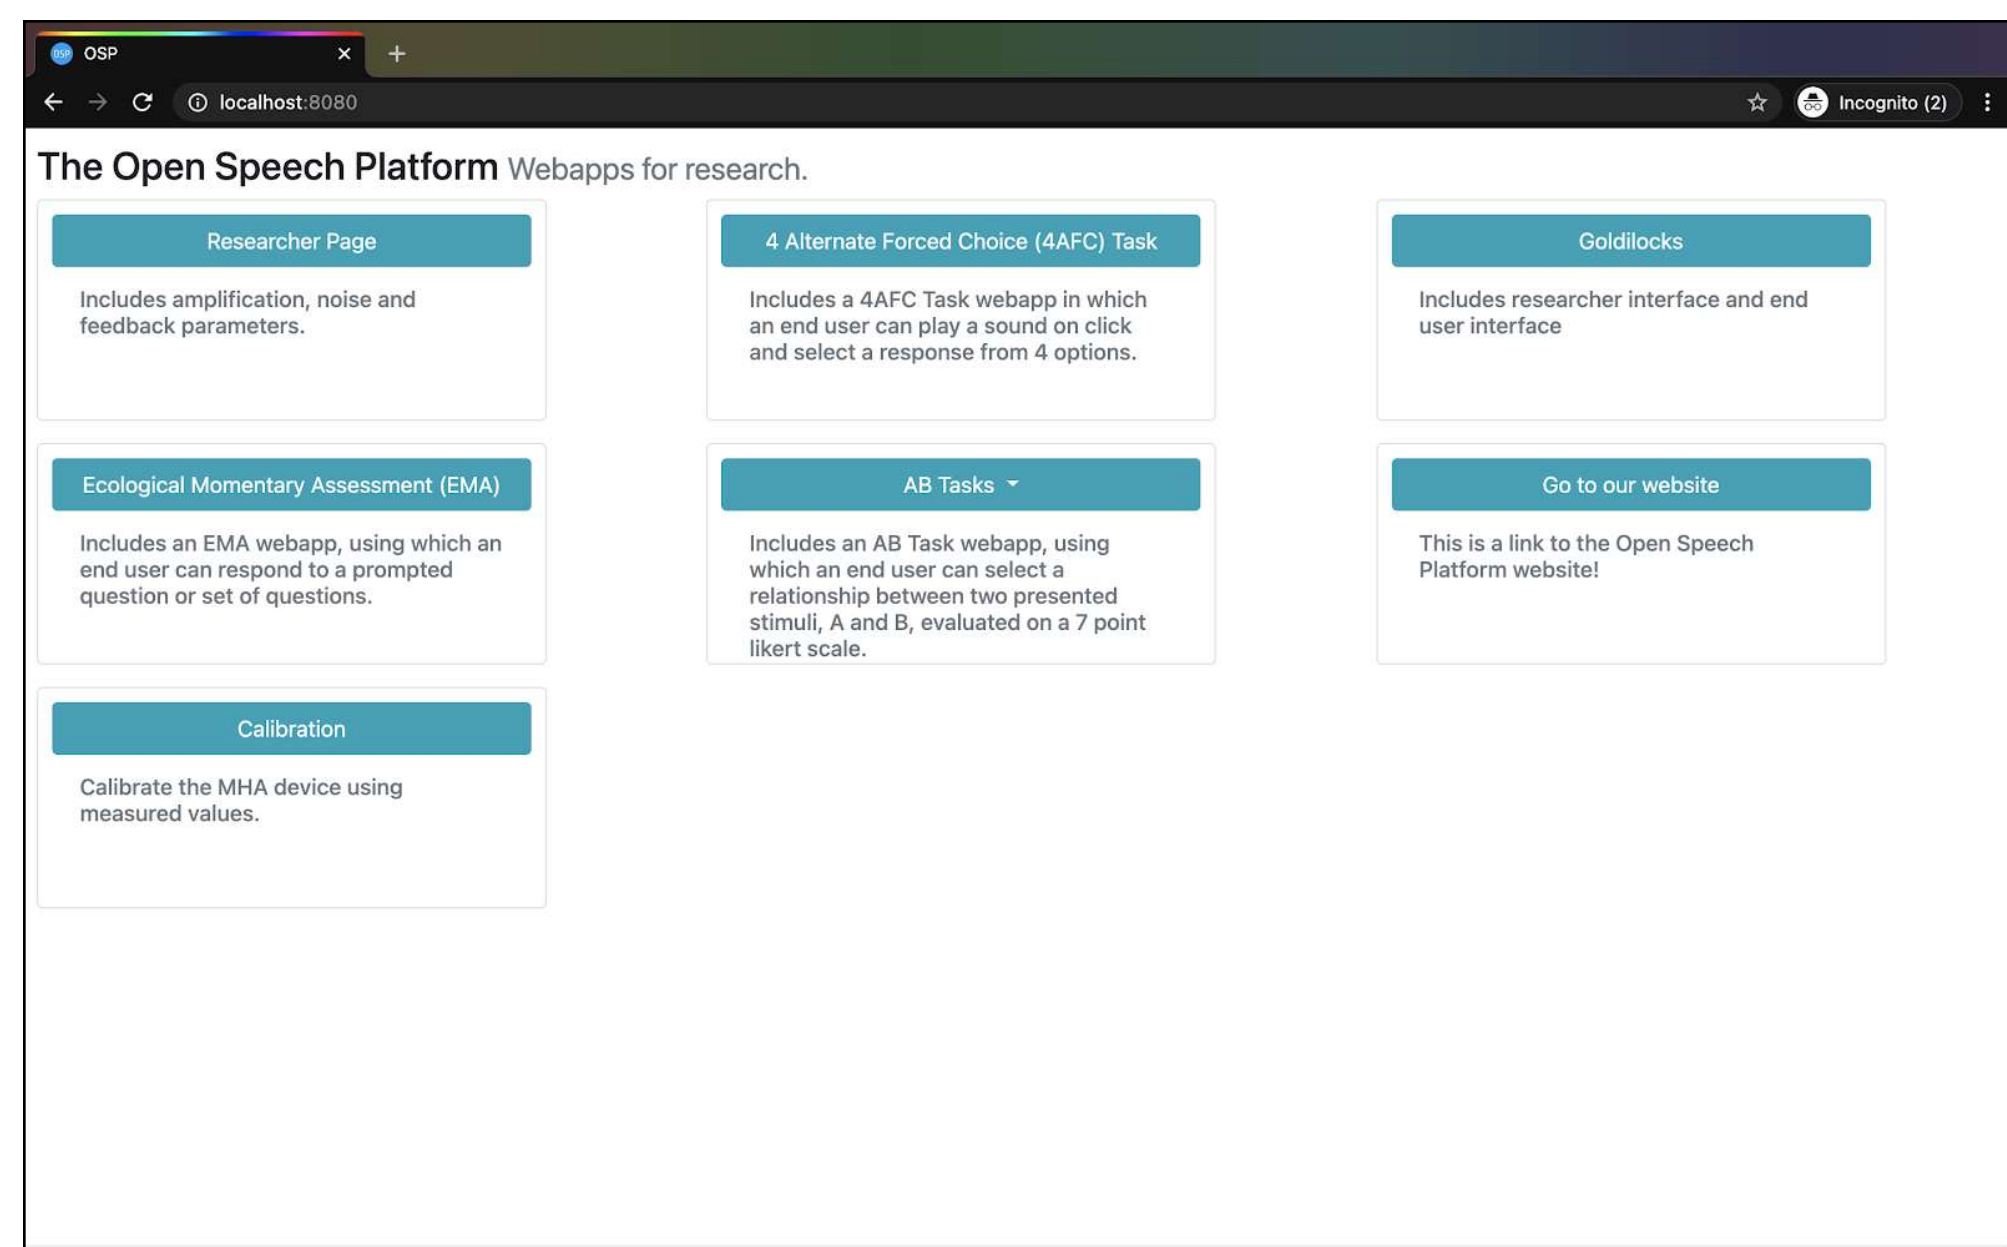 OSP OSP
localhost:8080 Incognito (2)
The Open Speech Platform Webapps for research.
Researcher Page
Includes amplification, noise and
feedback parameters.
4 Alternate Forced Choice (4AFC) Task
Includes a 4AFC Task webapp in which
an end user can play a sound on click
and select a response from 4 options.
Goldilocks
Includes researcher interface and end
user interface
Ecological Momentary Assessment (EMA)
Includes an EMA webapp, using which an
end user can respond to a prompted
question or set of questions.
AB Tasks
Includes an AB Task webapp, using
which an end user can select a
relationship between two presented
stimuli, A and B, evaluated on a 7 point
likert scale.
Go to our website
This is a link to the Open Speech
Platform website!
Calibration
Calibrate the MHA device using
measured values.